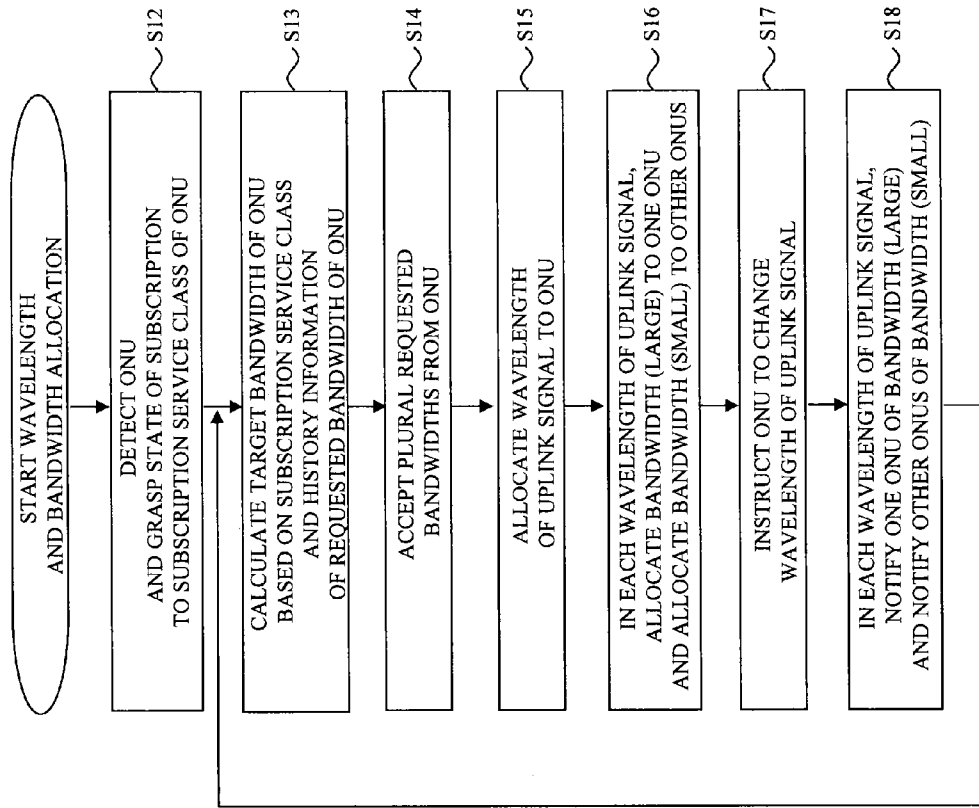 START WAVELENGTH
AND BANDWIDTH ALLOCATION
DETECT ONU
AND GRASP STATE OF SUBSCRIPTION
TO SUBSCRIPTION SERVICE CLASS OF ONU
S12
CALCULATE TARGET BANDWIDTH OF ONU
BASED ON SUBSCRIPTION SERVICE CLASS
AND HISTORY INFORMATION
OF REQUESTED BANDWIDTH OF ONU
S13
ACCEPT PLURAL REQUESTED
BANDWIDTHS FROM ONU
S14
ALLOCATE WAVELENGTH
OF UPLINK SIGNAL TO ONU
S15
IN EACH WAVELENGTH OF UPLINK SIGNAL,
ALLOCATE BANDWIDTH (LARGE) TO ONE ONU
AND ALLOCATE BANDWIDTH (SMALL) TO OTHER ONUS
S16
INSTRUCT ONU TO CHANGE
WAVELENGTH OF UPLINK SIGNAL
S17
IN EACH WAVELENGTH OF UPLINK SIGNAL,
NOTIFY ONE ONU OF BANDWIDTH (LARGE)
AND NOTIFY OTHER ONUS OF BANDWIDTH (SMALL)
S18